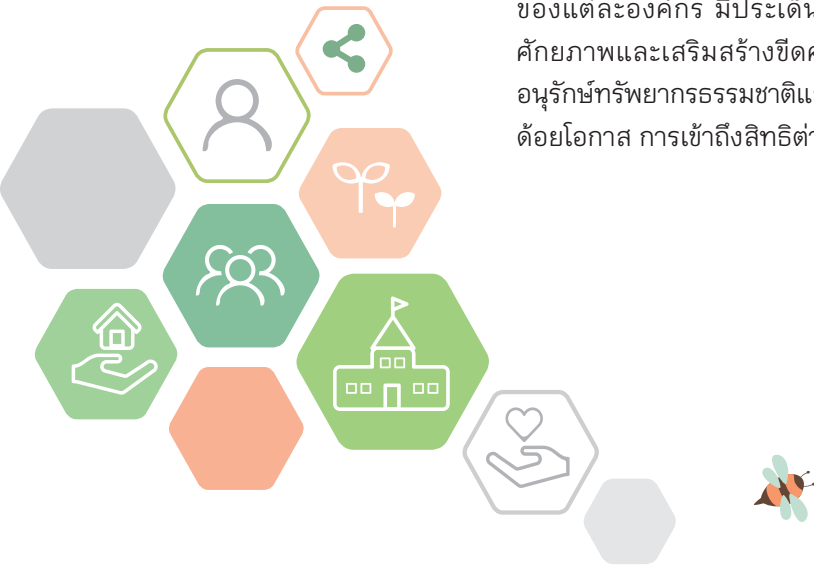 ของแต่ละองค์กร มีประเด็น
ศักยภาพและเสริมสร้างขีด
อนุรักษ์ทรัพยากรธรรมชาติ
ด้อยโอกาส การเข้าถึงสิทธิต่